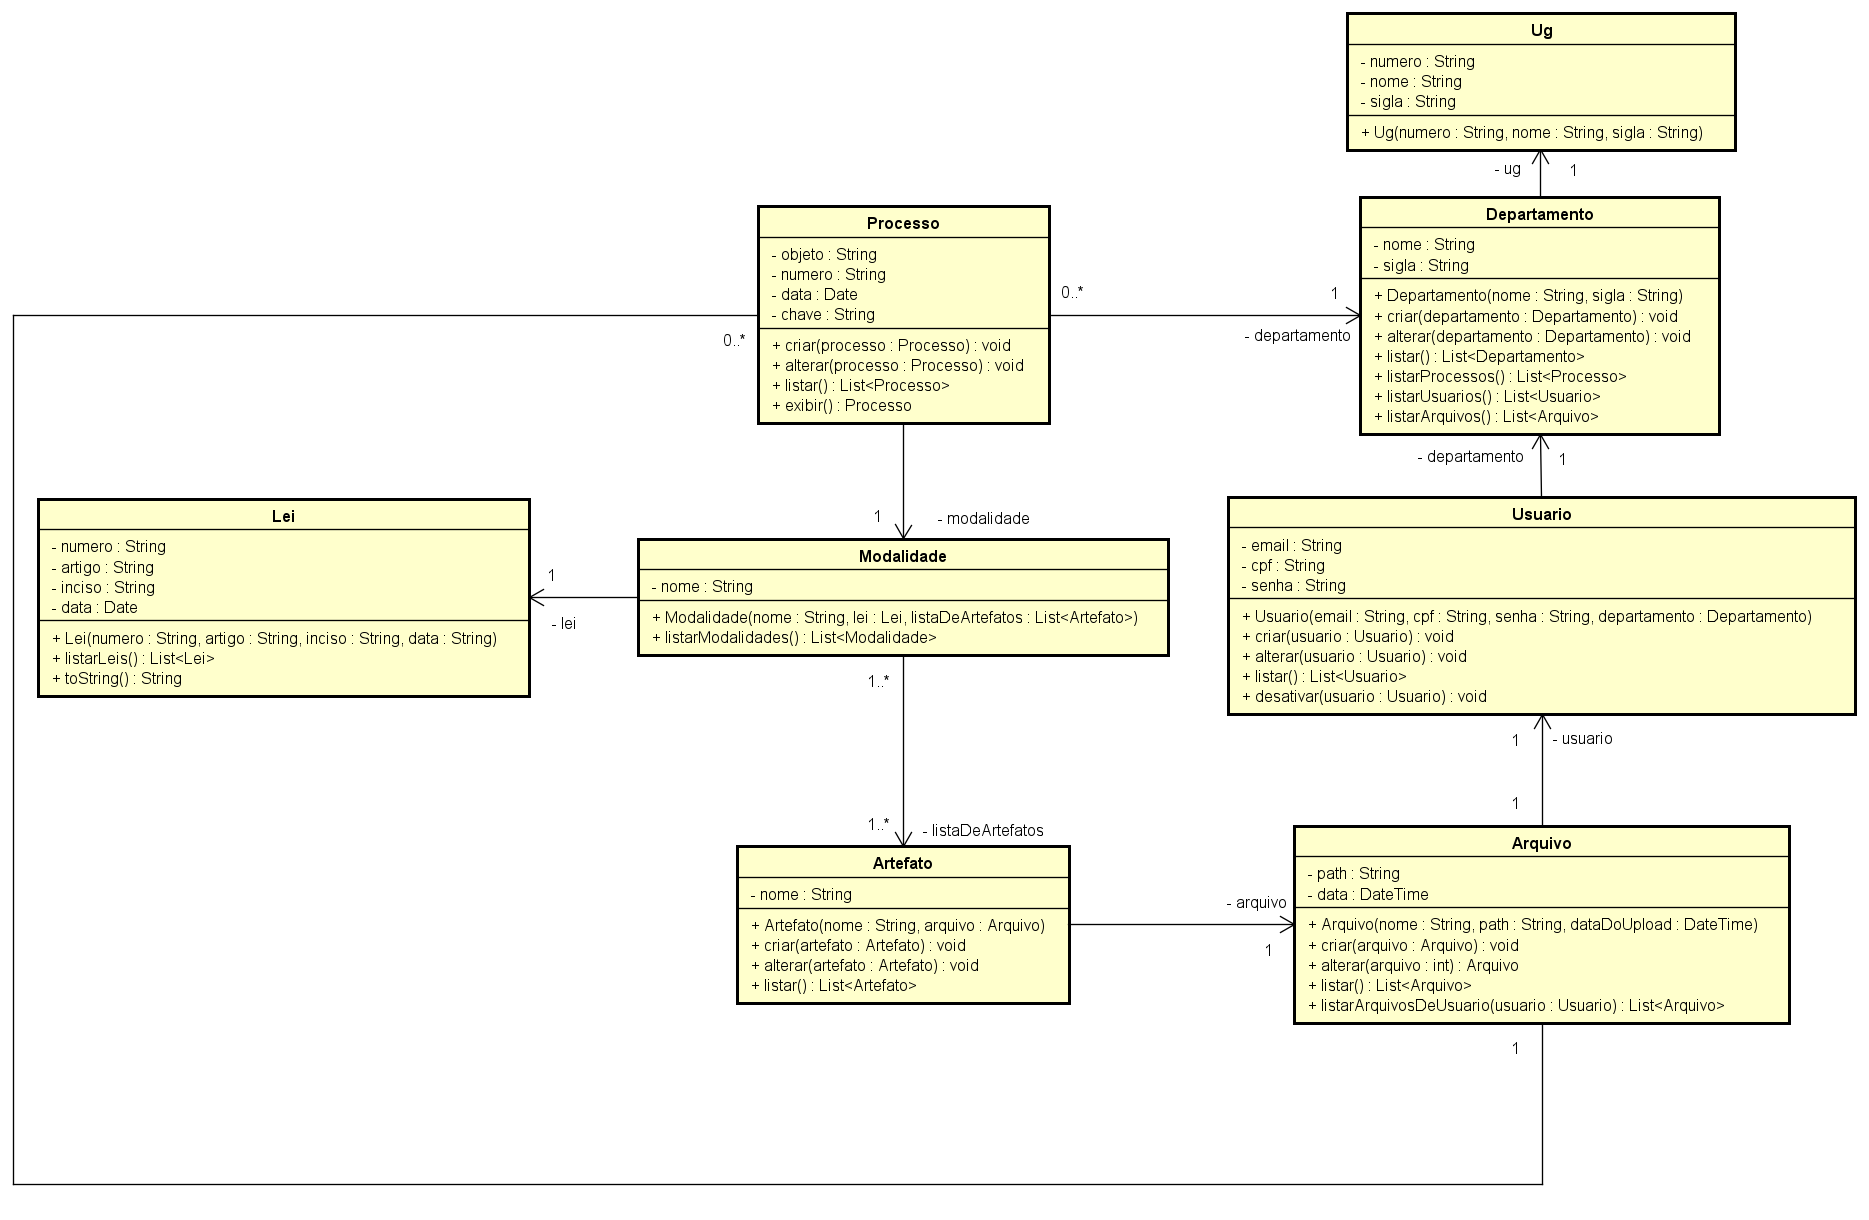 Ug
- numero : String
- nome : String
- sigla : String
+ Ug(numero : String, nome : String, sigla : String)
- ug
1
Processo
- objeto : String
- numero : String
- data : Date
- chave : String
+ criar(processo : Processo) : void
+ alterar(processo : Processo) : void
+ listar() : List<Processo>
+ exibir() : Processo
0..*
0..*
1
- departamento
Departamento
- nome : String
- sigla : String
+ Departamento(nome : String, sigla : String)
+ criar(departamento : Departamento) : void
+ alterar(departamento : Departamento) : void
+ listar() : List<Departamento>
+ listarProcessos() : List<Processo>
+ listarUsuarios() : List<Usuario>
+ listarArquivos() : List<Arquivo>
- departamento
1
1
- modalidade
Lei
- numero : String
- artigo : String
- inciso : String
- data : Date
+ Lei(numero : String, artigo : String, inciso : String, data : String)
+ listarLeis() : List<Lei>
+ toString() : String
1
- lei
Modalidade
- nome : String
+ Modalidade(nome : String, lei : Lei, listaDeArtefatos : List<Artefato>)
+ listarModalidades() : List<Modalidade>
1..*
1..*
- listaDeArtefatos
Usuario
- email : String
- cpf : String
- senha : String
+ Usuario(email : String, cpf : String, senha : String, departamento : Departamento)
+ criar(usuario : Usuario) : void
+ alterar(usuario : Usuario) : void
+ listar() : List<Usuario>
+ desativar(usuario : Usuario) : void
1
- usuario
1
Artefato
- nome : String
+ Artefato(nome : String, arquivo : Arquivo)
+ criar(artefato : Artefato) : void
+ alterar(artefato : Artefato) : void
+ listar() : List<Artefato>
- arquivo
1
Arquivo
- path : String
- data : DateTime
+ Arquivo(nome : String, path : String, dataDoUpload : DateTime)
+ criar(arquivo : Arquivo) : void
+ alterar(arquivo : int) : Arquivo
+ listar() : List<Arquivo>
+ listarArquivosDeUsuario(usuario : Usuario) : List<Arquivo>
1